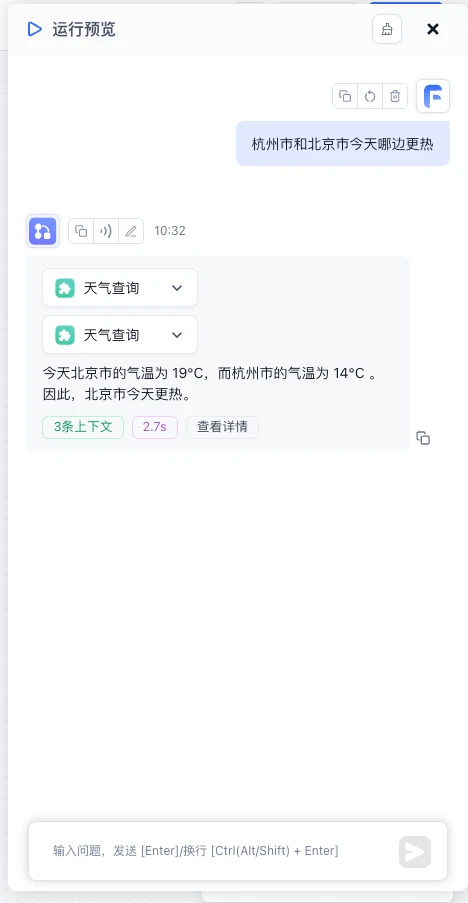 运行预览
杭州市和北京市今天哪边更热
10:32
天气查询
天气查询
今天北京市的气温为 19°C，而杭州市的气温为 14°C 。
因此，北京市今天更热。
3条上下文 2.7s 查看详情
输入问题，发送 [Enter]/换行 [Ctrl(Alt/Shift) + Enter]